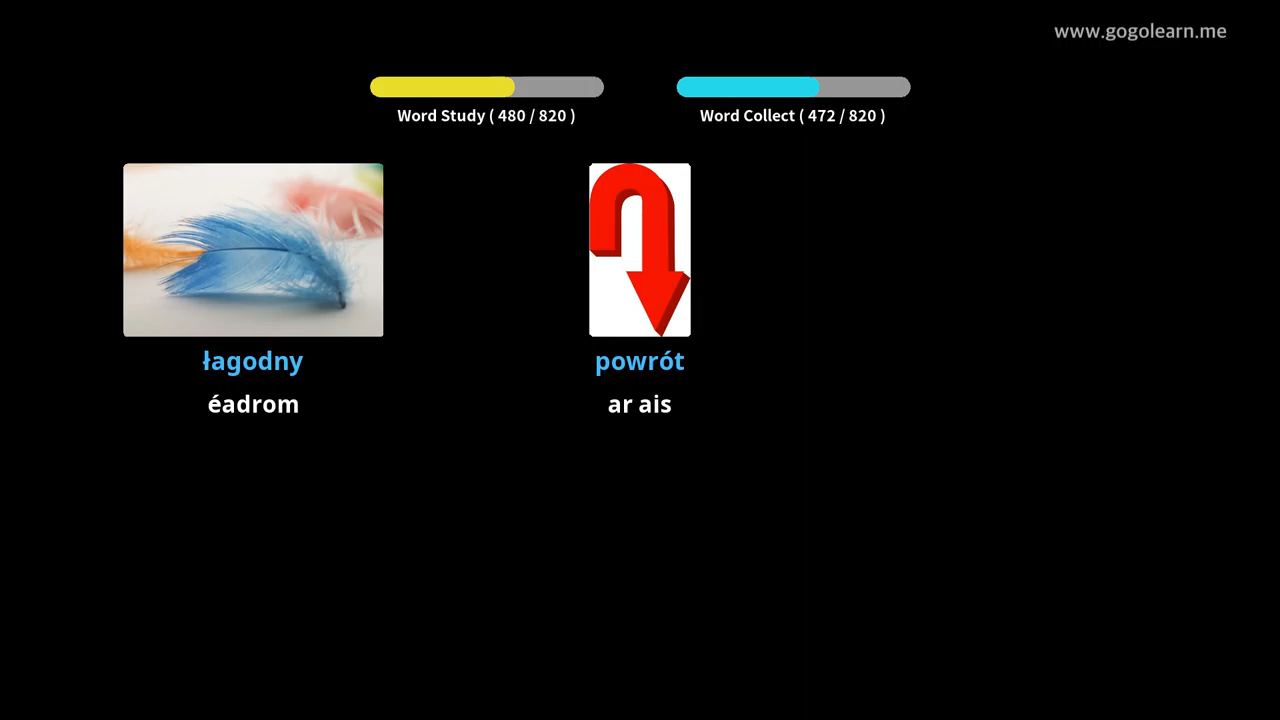 www.gogolearn.me
Word Study ( 480 / 820 )
Word Collect ( 472 / 820 )
łagodny
éadrom
powrót
ar ais